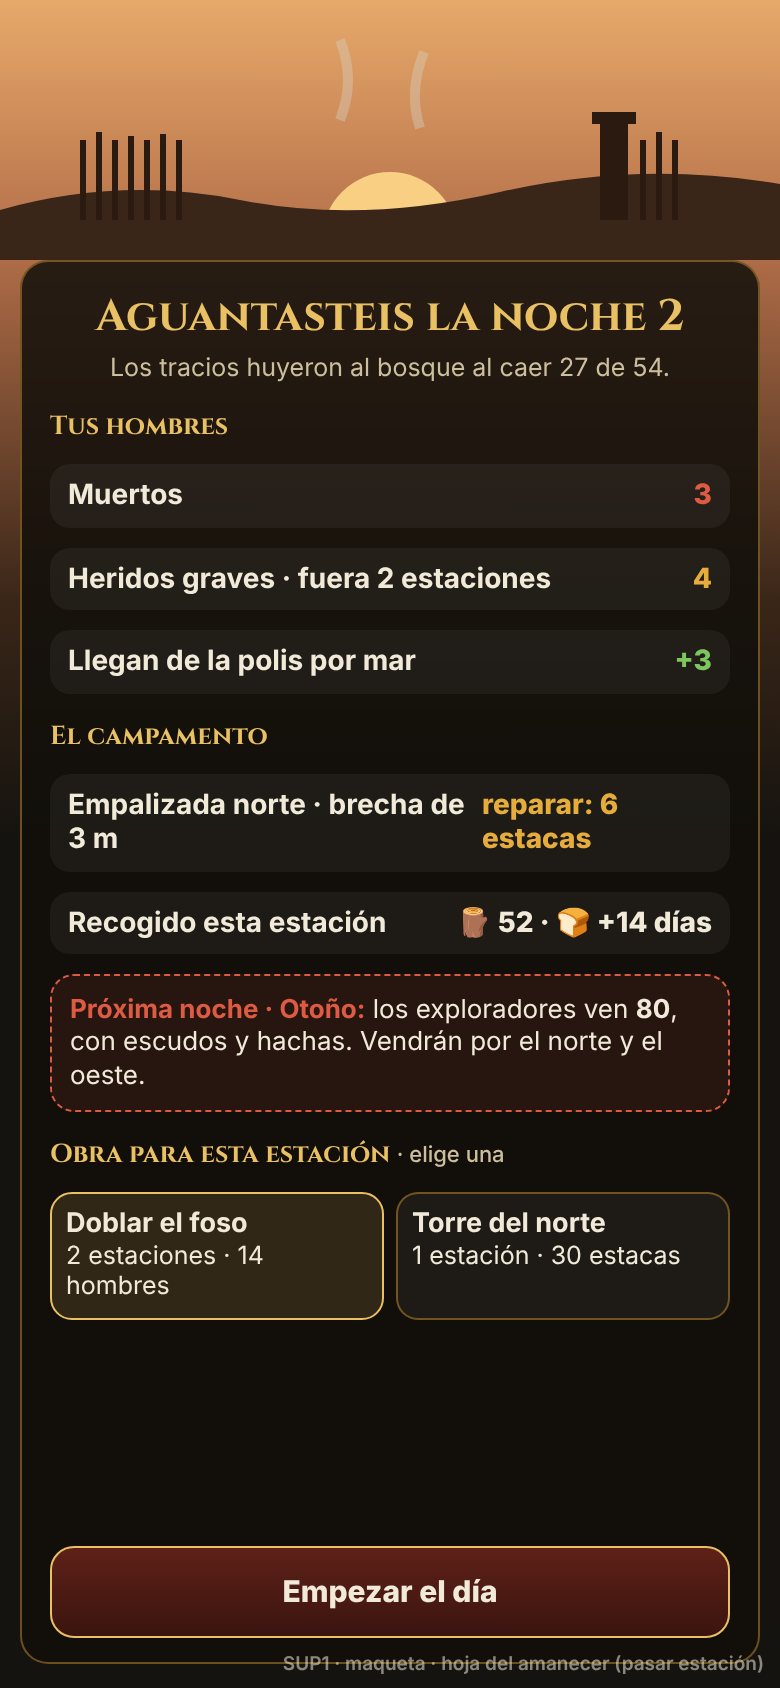 Aguantasteis la noche 2
Los tracios huyeron al bosque al caer 27 de 54.
Tus hombres
Muertos 3
Heridos graves · fuera 2 estaciones 4
Llegan de la polis por mar +3
El campamento
Empalizada norte · brecha de 3 m
reparar: 6 estacas
Recogido esta estación 52 · +14 días
Próxima noche · Otoño: los exploradores ven 80,
con escudos y hachas. Vendrán por el norte y el
oeste.
Obra para esta estación · elige una
Doblar el foso
2 estaciones · 14
hombres
Torre del norte
1 estación · 30 estacas
Empezar el día
SUP1 · maqueta · hoja del amanecer (pasar estación)